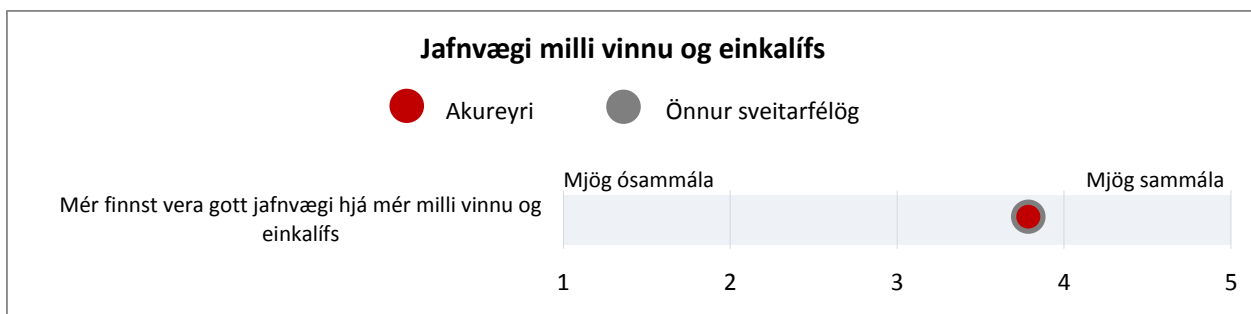 Jafnvægi milli vinnu og einkalífs
Akureyri
Önnur sveitarfélög
Mjög ósammála
Mjög sammála
Mér finnst vera gott jafnvægi hjá mér milli vinnu og
einkalífs
1 2 3 4 5